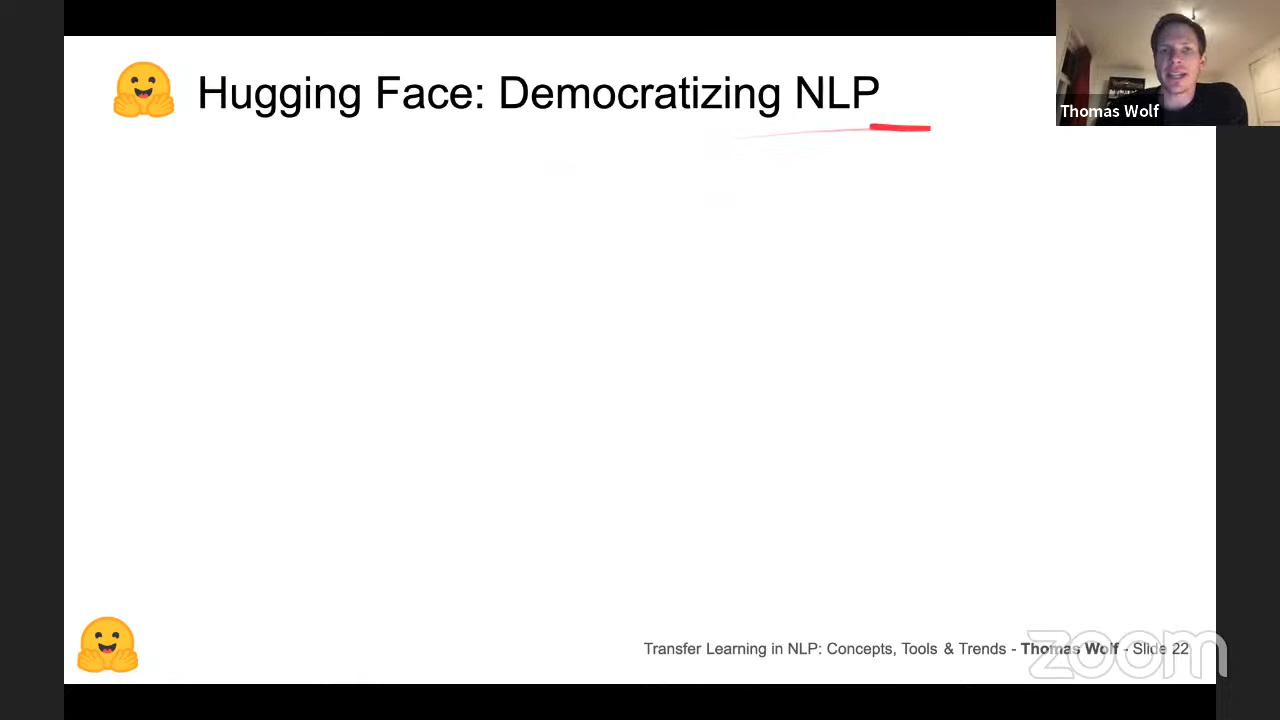 Hugging Face: Democratizing NLP
Thomas Wolf
Transfer Learning in NLP: Concepts, Tools & Trends - Thomas Wolf - Slide 22
zoom